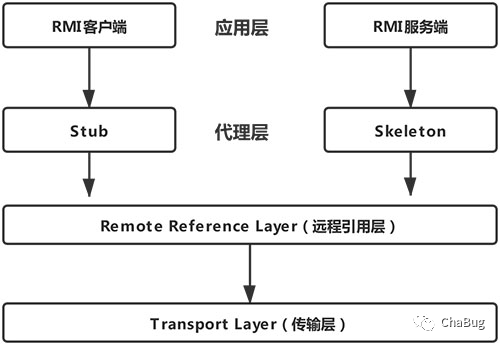 RMI客户端 应用层 RMI服务端
Stub 代理层 Skeleton
Remote Reference Layer（远程引用层）
Transport Layer（传输层）
ChaBug